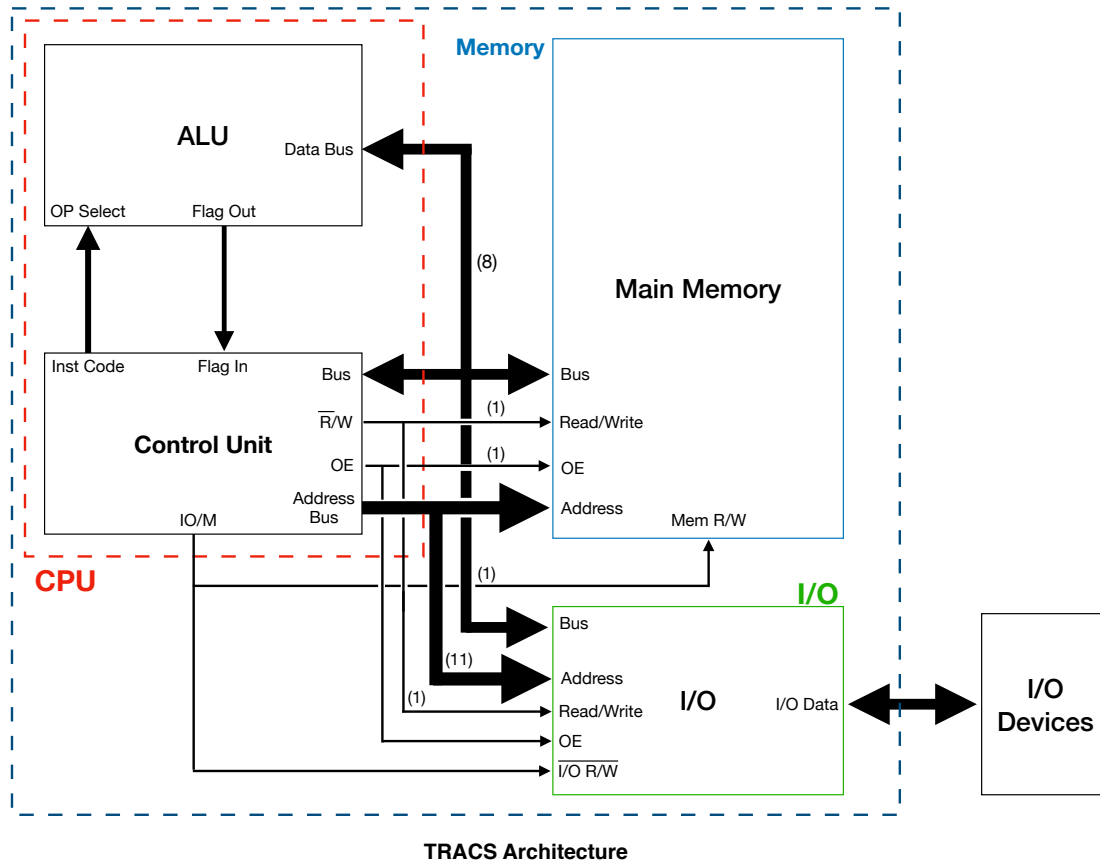 Memory
ALU
Data Bus
OP Select
Flag Out
(8)
Main Memory
Inst Code
Flag In
Bus
Bus
R/W
(1)
Read/Write
Control Unit
OE
(1)
OE
Address
Bus
Address
IO/M
Mem R/W
CPU
(1)
I/O
Bus
(11)
Address
I/O
I/O Data
I/O
Devices
(1)
Read/Write
OE
I/O R/W
TRACS Architecture